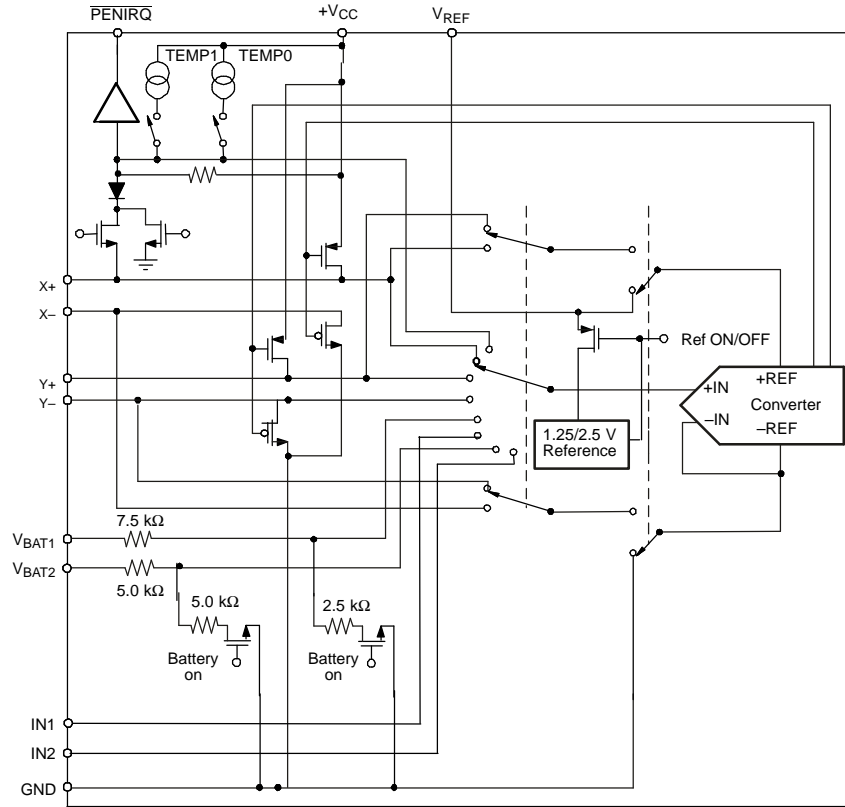 PENIRQ
+VCC
VREF
TEMP1
TEMP0
X+
X–
Ref ON/OFF
Y+
Y–
+IN
+REF
Converter
–IN
–REF
1.25/2.5 V
Reference
7.5 kΩ
VBAT1
VBAT2
5.0 kΩ
5.0 kΩ
2.5 kΩ
Battery
on
Battery
on
IN1
IN2
GND